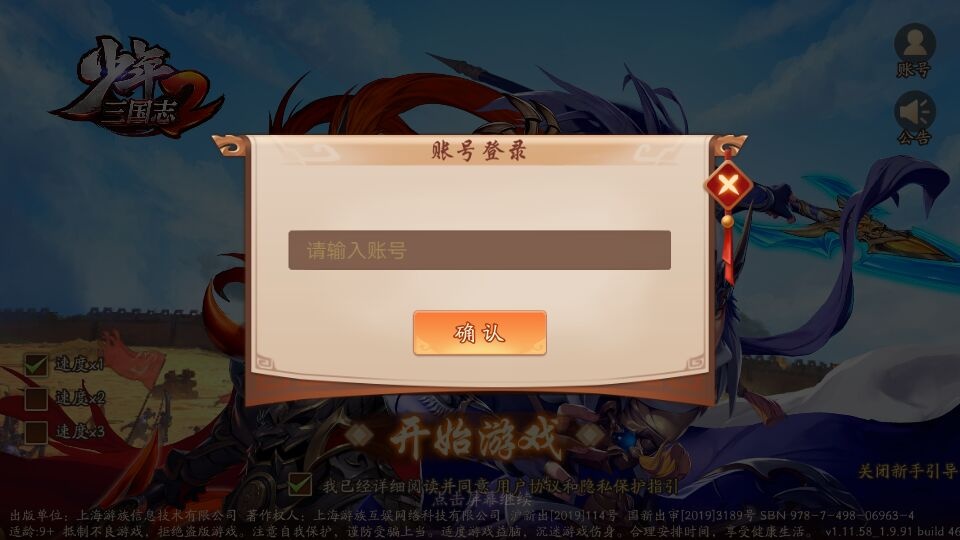 少年
三国志2
账号
公告
账号登录
请输入账号
确认
速度x1
速度x2
速度x3
开始游戏
关闭新手引导
我已经详细阅读并同意 用户协议和隐私保护指引
点击屏幕继续
出版单位：上海游族信息技术有限公司 著作权人：上海游族互娱网络科技有限公司 沪新出[2019]114号 国新出审[2019]3189号 SBN 978-7-498-06963-4
适龄:9+ 抵制不良游戏，拒绝盗版游戏。注意自我保护，谨防受骗上当。适度游戏益脑，沉迷游戏伤身。合理安排时间，享受健康生活。 v1.11.58_1.9.91 build 46